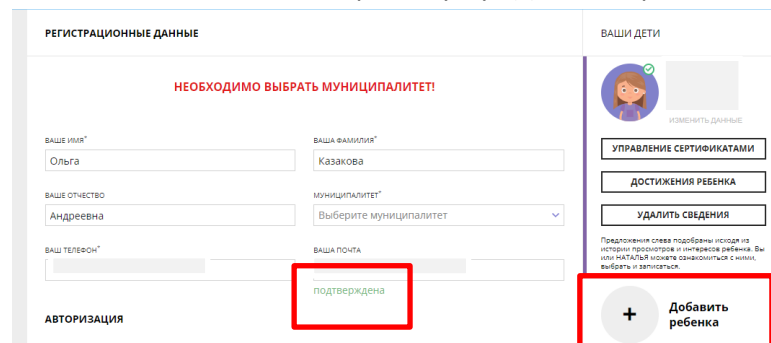 РЕГИСТРАЦИОННЫЕ ДАННЫЕ
НЕОБХОДИМО ВЫБРАТЬ МУНИЦИПАЛИТЕТ!
ВАШЕ ИМЯ*
ВАША ФАМИЛИЯ*
Ольга
Казакова
ВАШЕ ОТЧЕСТВО
МУНИЦИПАЛИТЕТ*
Андреевна
Выберите муниципалитет
ВАШ ТЕЛЕФОН*
ВАША ПОЧТА
подтверждена
АВТОРИЗАЦИЯ
ВАШИ ДЕТИ
ИЗМЕНИТЬ ДАННЫЕ
УПРАВЛЕНИЕ СЕРТИФИКАТАМИ
ДОСТИЖЕНИЯ РЕБЕНКА
УДАЛИТЬ СВЕДЕНИЯ
Предложения слева подобраны исходя из
истории просмотров и интересов ребенка. Вы
или НАТАЛЬЯ можете ознакомиться с ними,
выбрать и записаться.
+
Добавить
ребенка